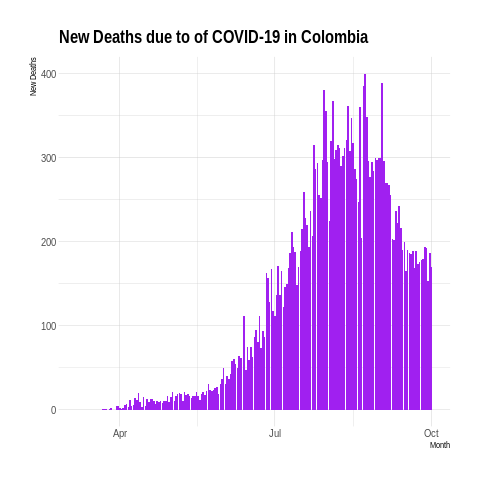 New Deaths due to of COVID-19 in Colombia
New Deaths
400
300
200
100
0
Apr
Jul
Oct
Month